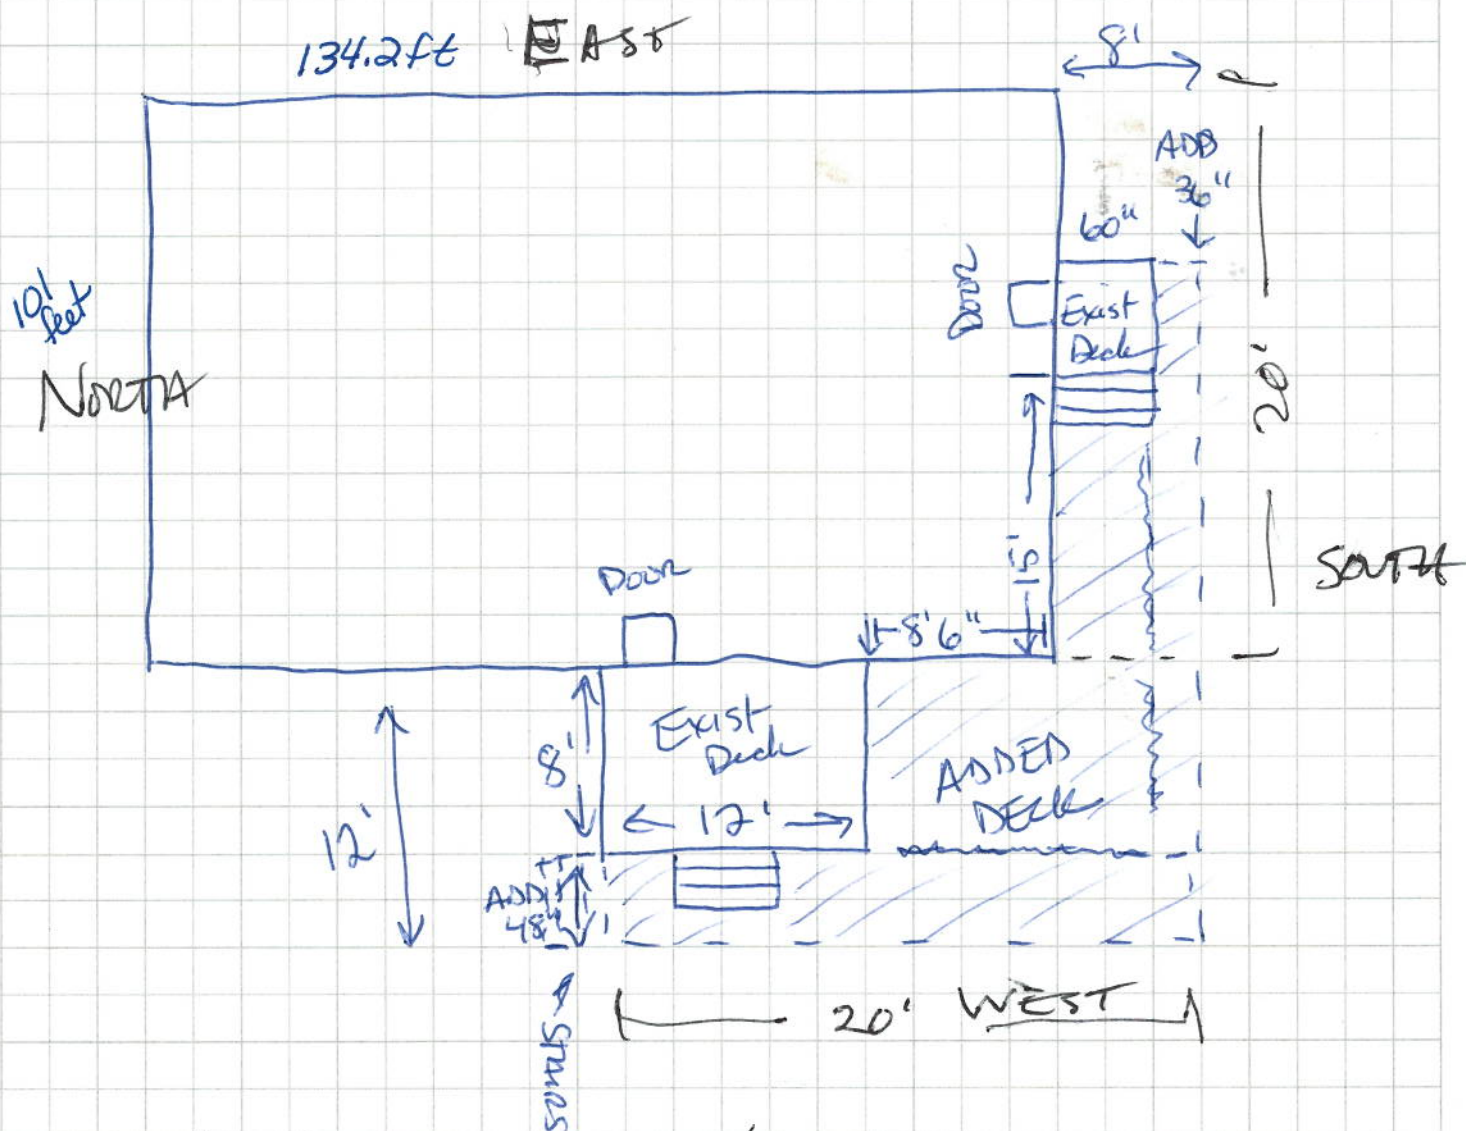 134.2ft EAST
8'
ADD
36"
60"
DOOR
Exist
Deck
10'
feet
NORTH
20'
SOUTH
15'
DOOR
8'6"
Exist
Deck
8'
12'
12'
ADDED
DECK
ADD
48"
20' WEST
STAIRS